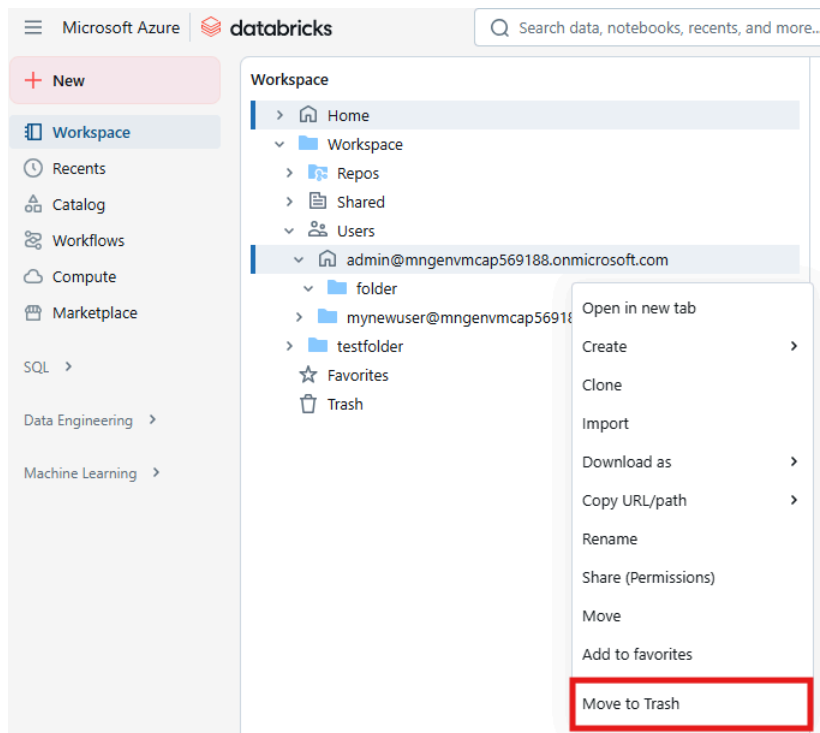 Microsoft Azure databricks Search data, notebooks, recents, and more...
New
Workspace
Recents
Catalog
Workflows
Compute
Marketplace
SQL
Data Engineering
Machine Learning
Workspace
Home
Workspace
Repos
Shared
Users
admin@mngenvmcap569188.onmicrosoft.com
folder
mynewuser@mngenvmcap56918
testfolder
Favorites
Trash
Open in new tab
Create
Clone
Import
Download as
Copy URL/path
Rename
Share (Permissions)
Move
Add to favorites
Move to Trash